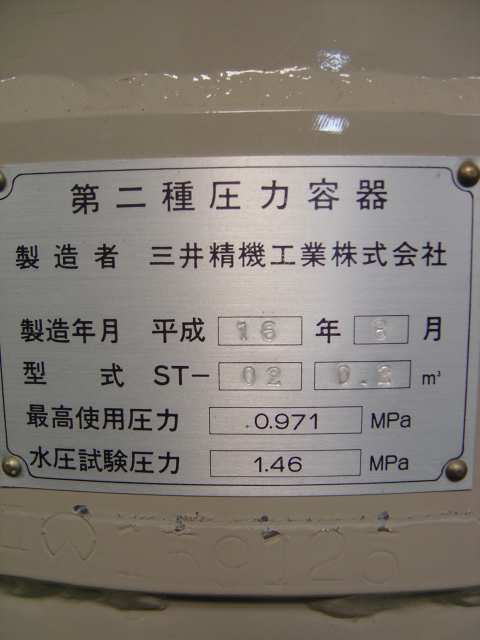 第二種圧力容器
製造者 三井精機工業株式会社
製造年月 平成 16 年 8 月
型 式 ST- 02 0.2 m³
最高使用圧力 0.971 MPa
水圧試験圧力 1.46 MPa
W 159125